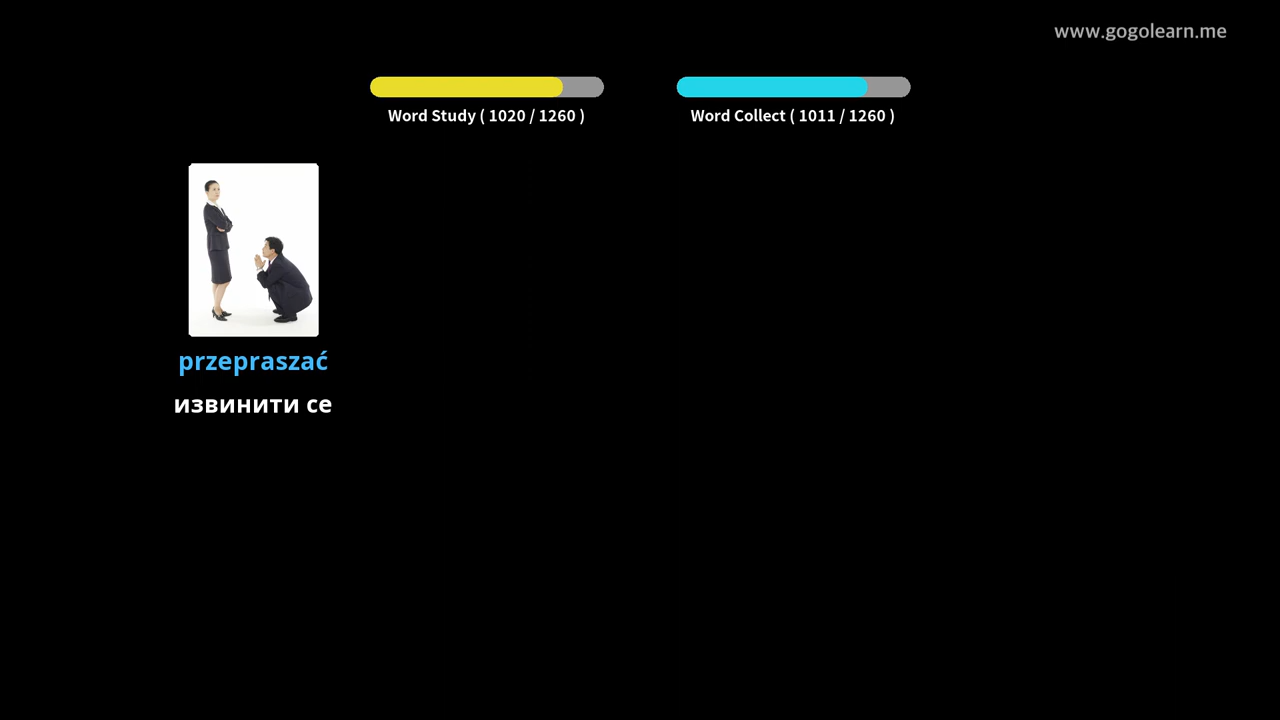 www.gogolearn.me
Word Study ( 1020 / 1260 )
Word Collect ( 1011 / 1260 )
przepraszać
извинити се